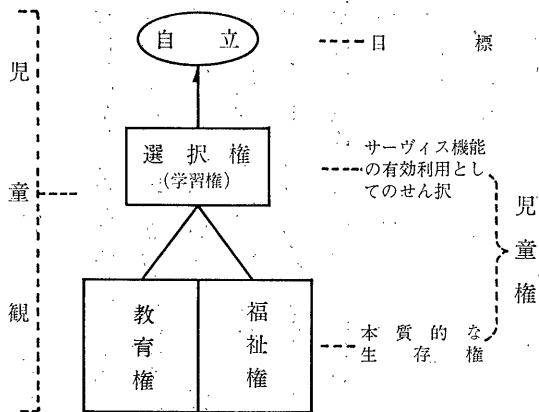 児童観
自立
目標
選択権
(学習権)
サーヴィス機能
の有効利用とし
てのせん択
児童権
教育権
福祉権
本質的な
生存権